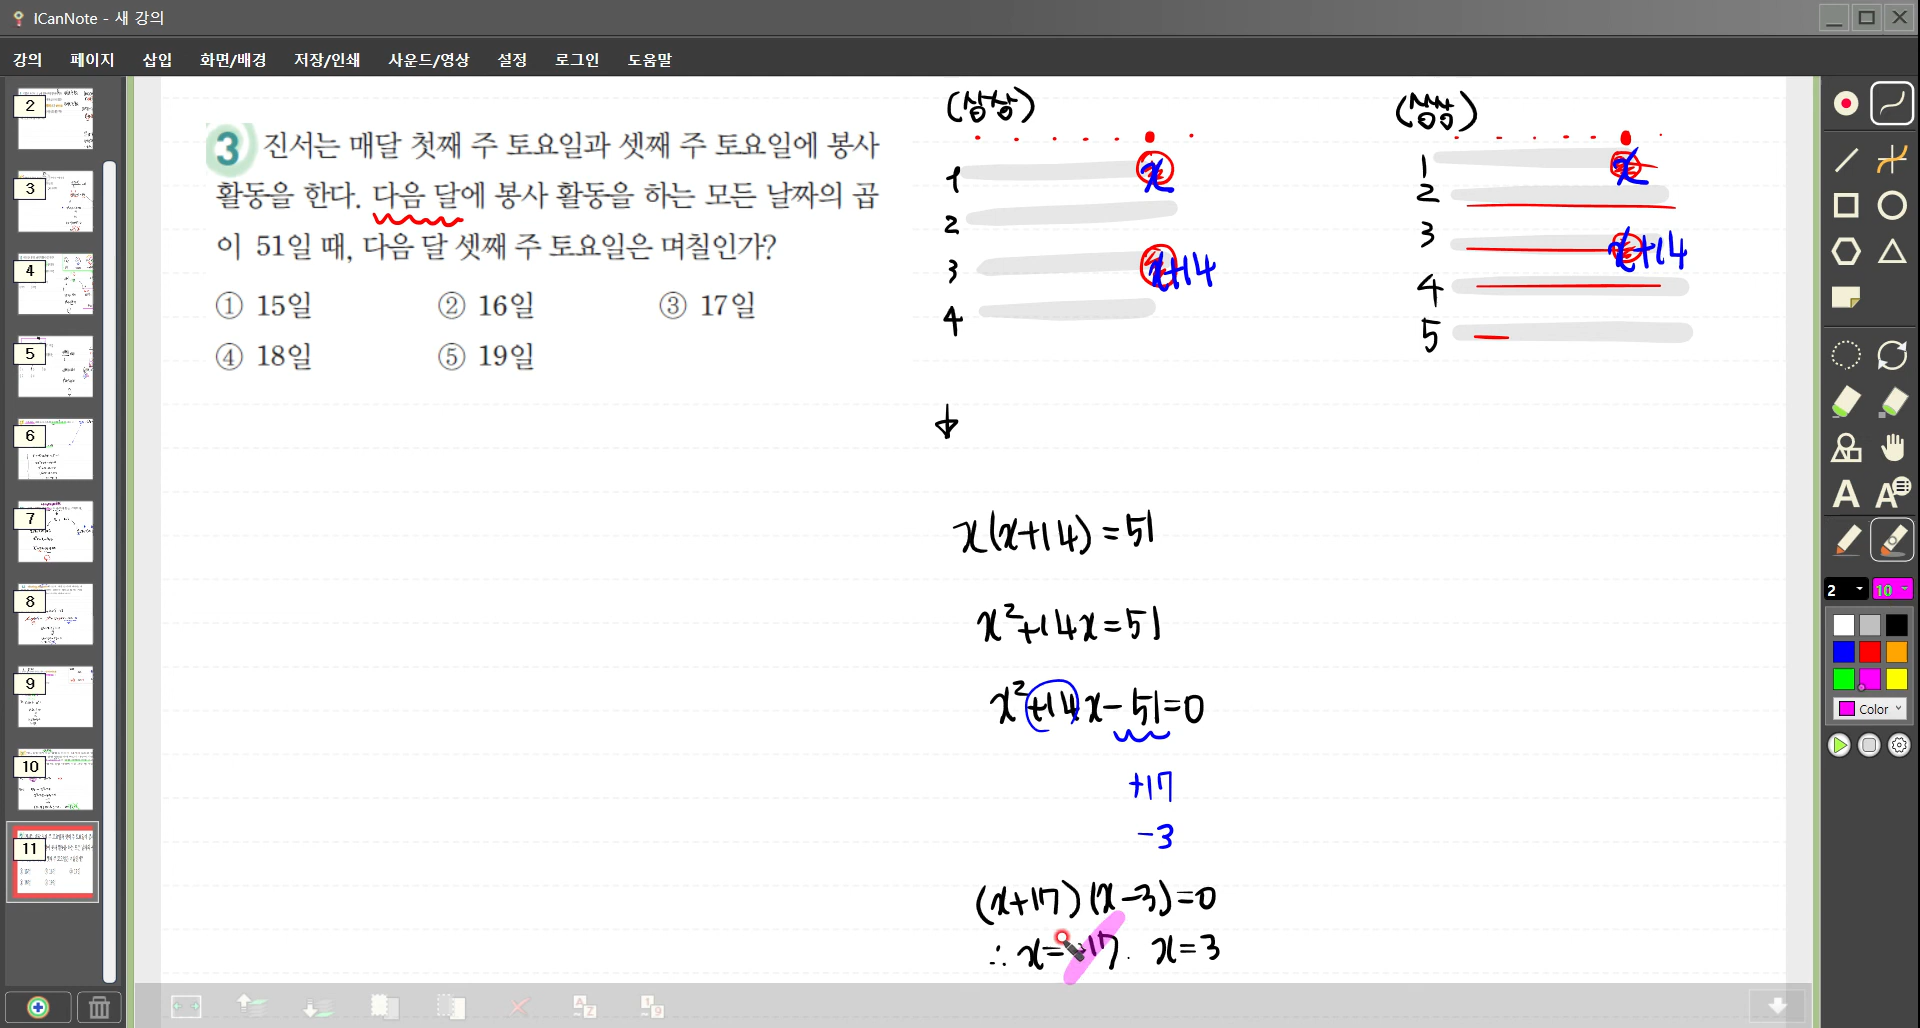 ICanNote - 새 강의
강의 페이지 삽입 화면/배경 저장/인쇄 사운드/영상 설정 로그인 도움말
2
3
4
5
6
7
8
9
10
11
3 진서는 매달 첫째 주 토요일과 셋째 주 토요일에 봉사
활동을 한다. 다음 달에 봉사 활동을 하는 모든 날짜의 곱
이 51일 때, 다음 달 셋째 주 토요일은 며칠인가?
① 15일 ② 16일 ③ 17일
④ 18일 ⑤ 19일
(상상)
1 x
2
3 x+14
4
(상상)
1 x
2
3 x+14
4
5
x(x+14)=51
x²+14x=51
x²+14x-51=0
+17
-3
(x+17)(x-3)=0
∴ x=-17. x=3
2 10
Color